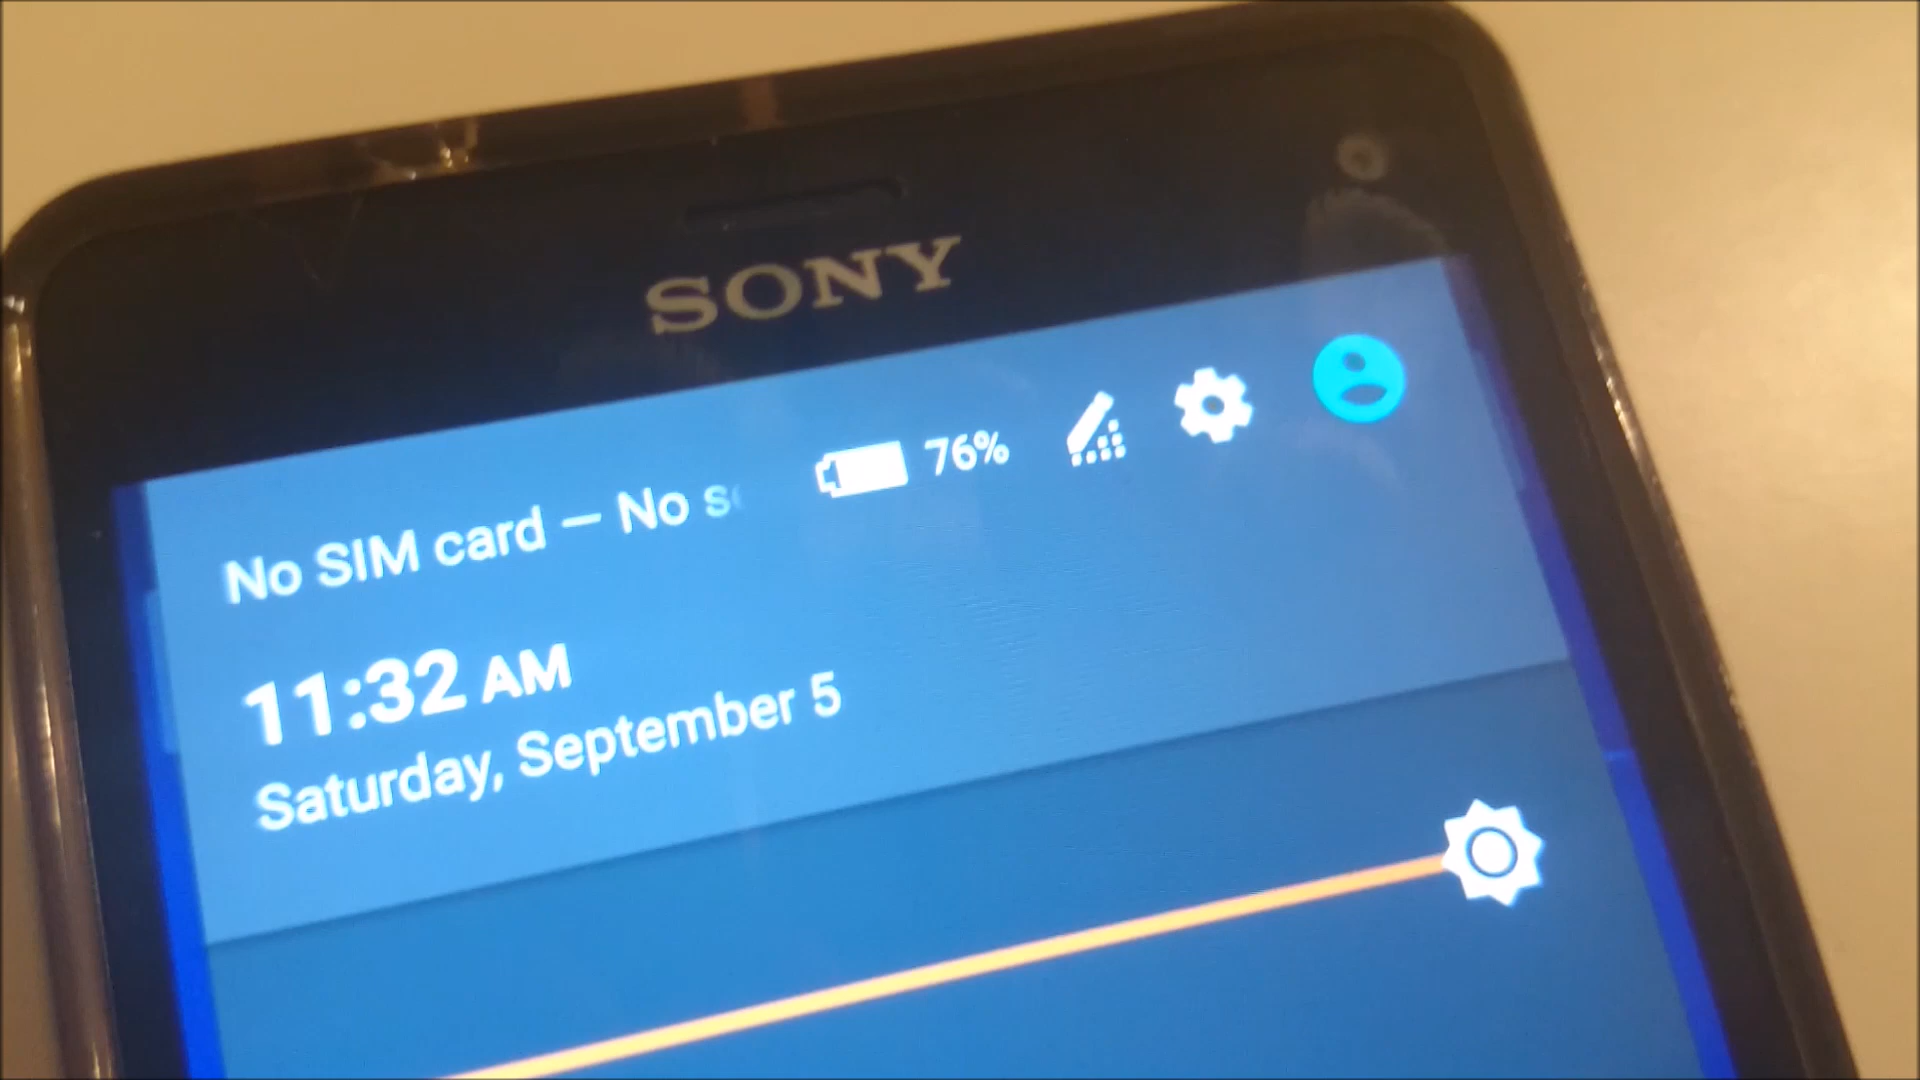 SONY
76%
No SIM card – No
11:32 AM
Saturday, September 5